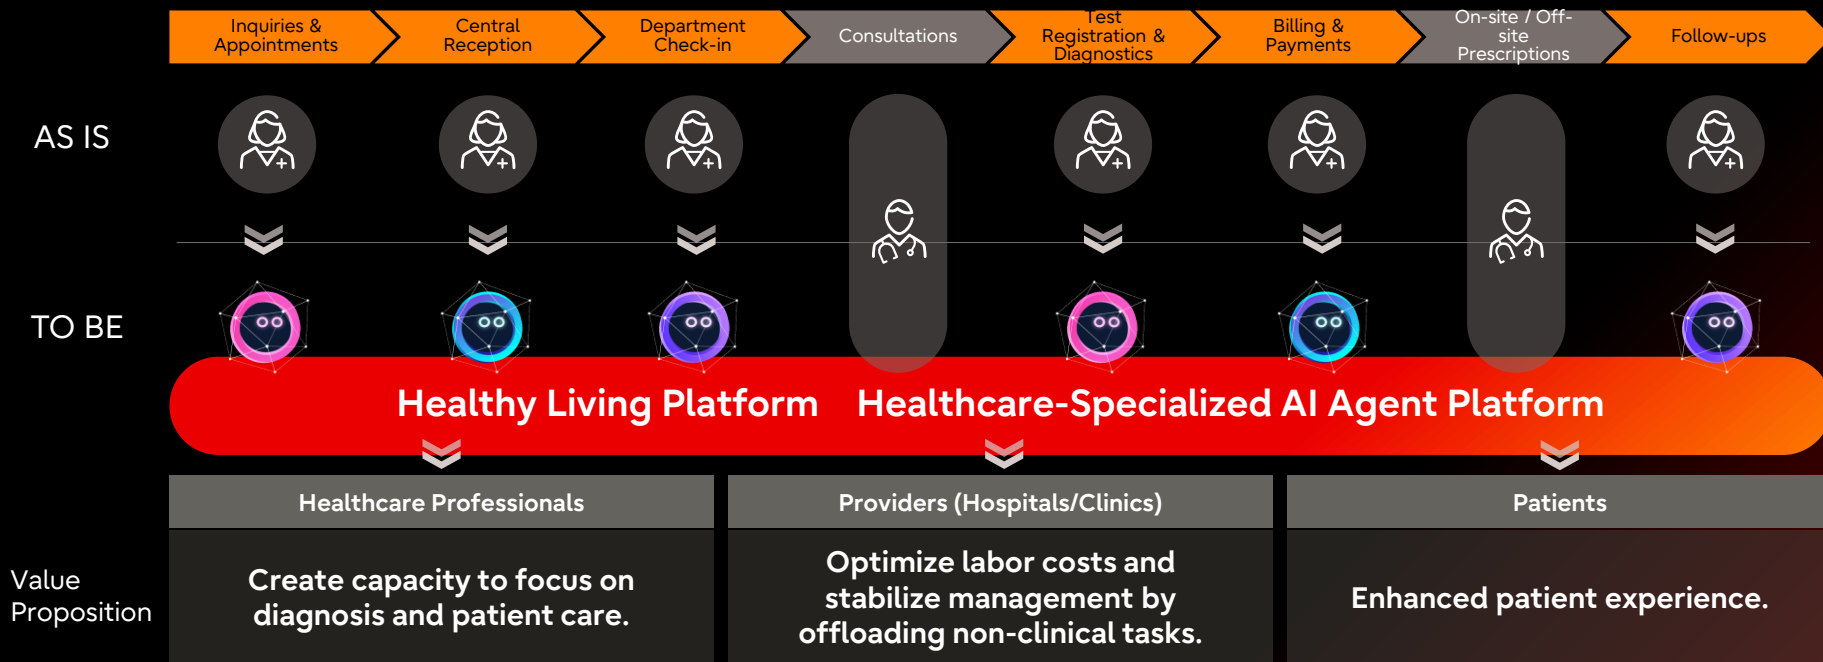 Inquiries &
Appointments
Central
Reception
Department
Check-in
Consultations
Test
Registration &
Diagnostics
Billing &
Payments
On-site / Off-
site
Prescriptions
Follow-ups
AS IS
TO BE
Healthy Living Platform
Healthcare-Specialized AI Agent Platform
Healthcare Professionals
Providers (Hospitals/Clinics)
Patients
Value
Proposition
Create capacity to focus on
diagnosis and patient care.
Optimize labor costs and
stabilize management by
offloading non-clinical tasks.
Enhanced patient experience.